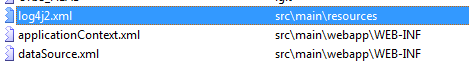 log4j2.xml src\main\resources
applicationContext.xml src\main\webapp\WEB-INF
dataSource.xml src\main\webapp\WEB-INF